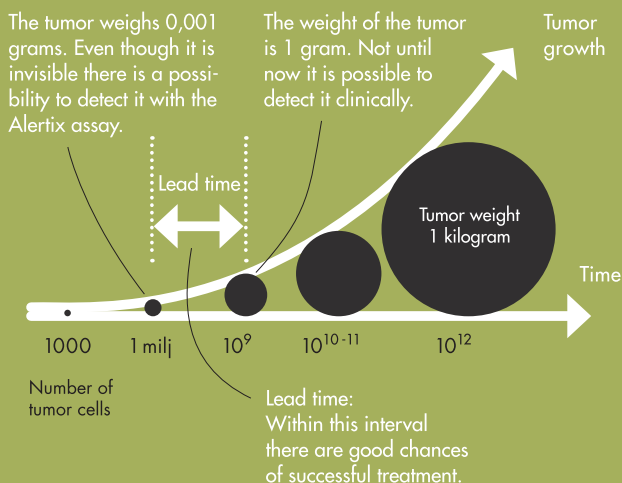 The tumor weighs 0,001
grams. Even though it is
invisible there is a possi-
bility to detect it with the
Alertix assay.
The weight of the tumor
is 1 gram. Not until
now it is possible to
detect it clinically.
Tumor
growth
Lead time
Tumor weight
1 kilogram
Time
1000
1 milj
10⁹
10¹⁰⁻¹¹
10¹²
Number of
tumor cells
Lead time:
Within this interval
there are good chances
of successful treatment.